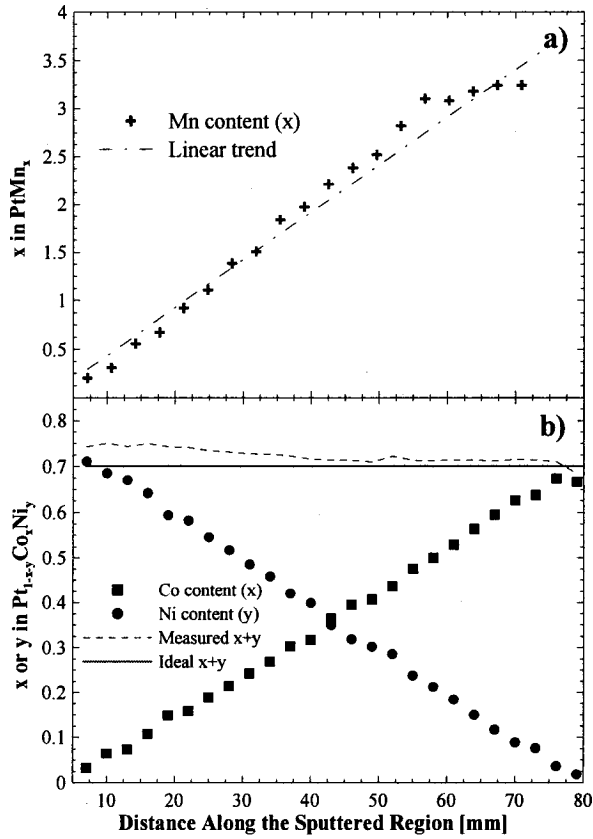 4
a)
3.5
3
Mn content (x)
Linear trend
2.5
x in PtMnₓ
2
1.5
1
0.5
0.8
b)
0.7
0.6
x or y in Pt₁₋ₓ₋yCoₓNiy
0.5
Co content (x)
Ni content (y)
0.4
Measured x+y
Ideal x+y
0.3
0.2
0.1
0
10 20 30 40 50 60 70 80
Distance Along the Sputtered Region [mm]